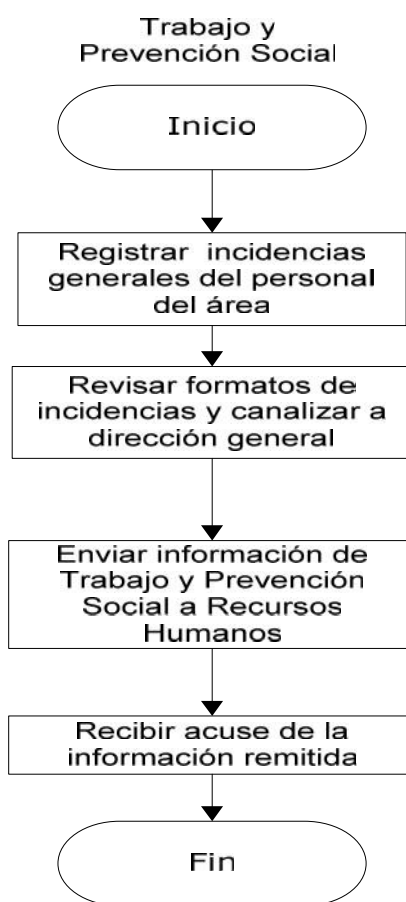 Trabajo y
Prevención Social
Inicio
Registrar incidencias
generales del personal
del área
Revisar formatos de
incidencias y canalizar a
dirección general
Enviar información de
Trabajo y Prevención
Social a Recursos
Humanos
Recibir acuse de la
información remitida
Fin